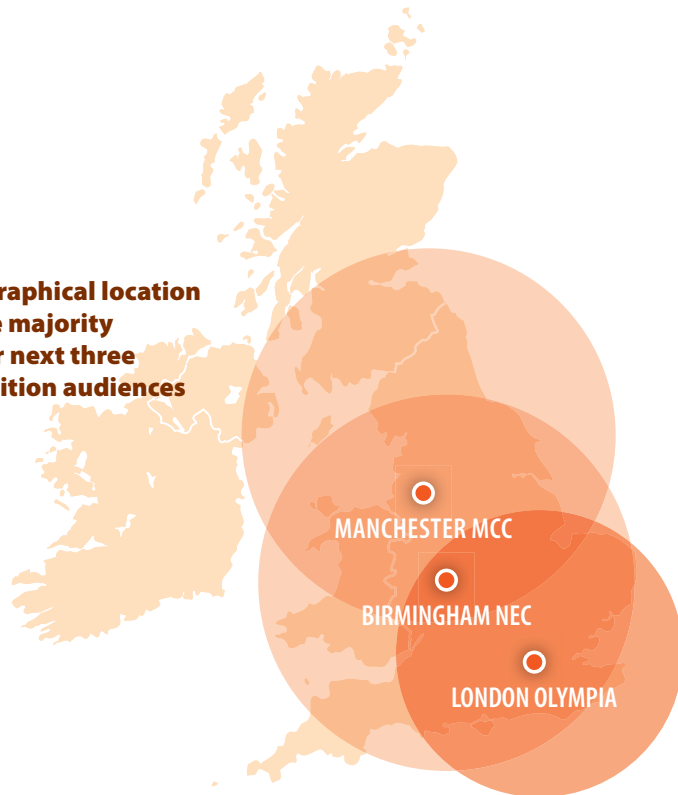 raphical location
e majority
r next three
ition audiences
MANCHESTER MCC
BIRMINGHAM NEC
LONDON OLYMPIA